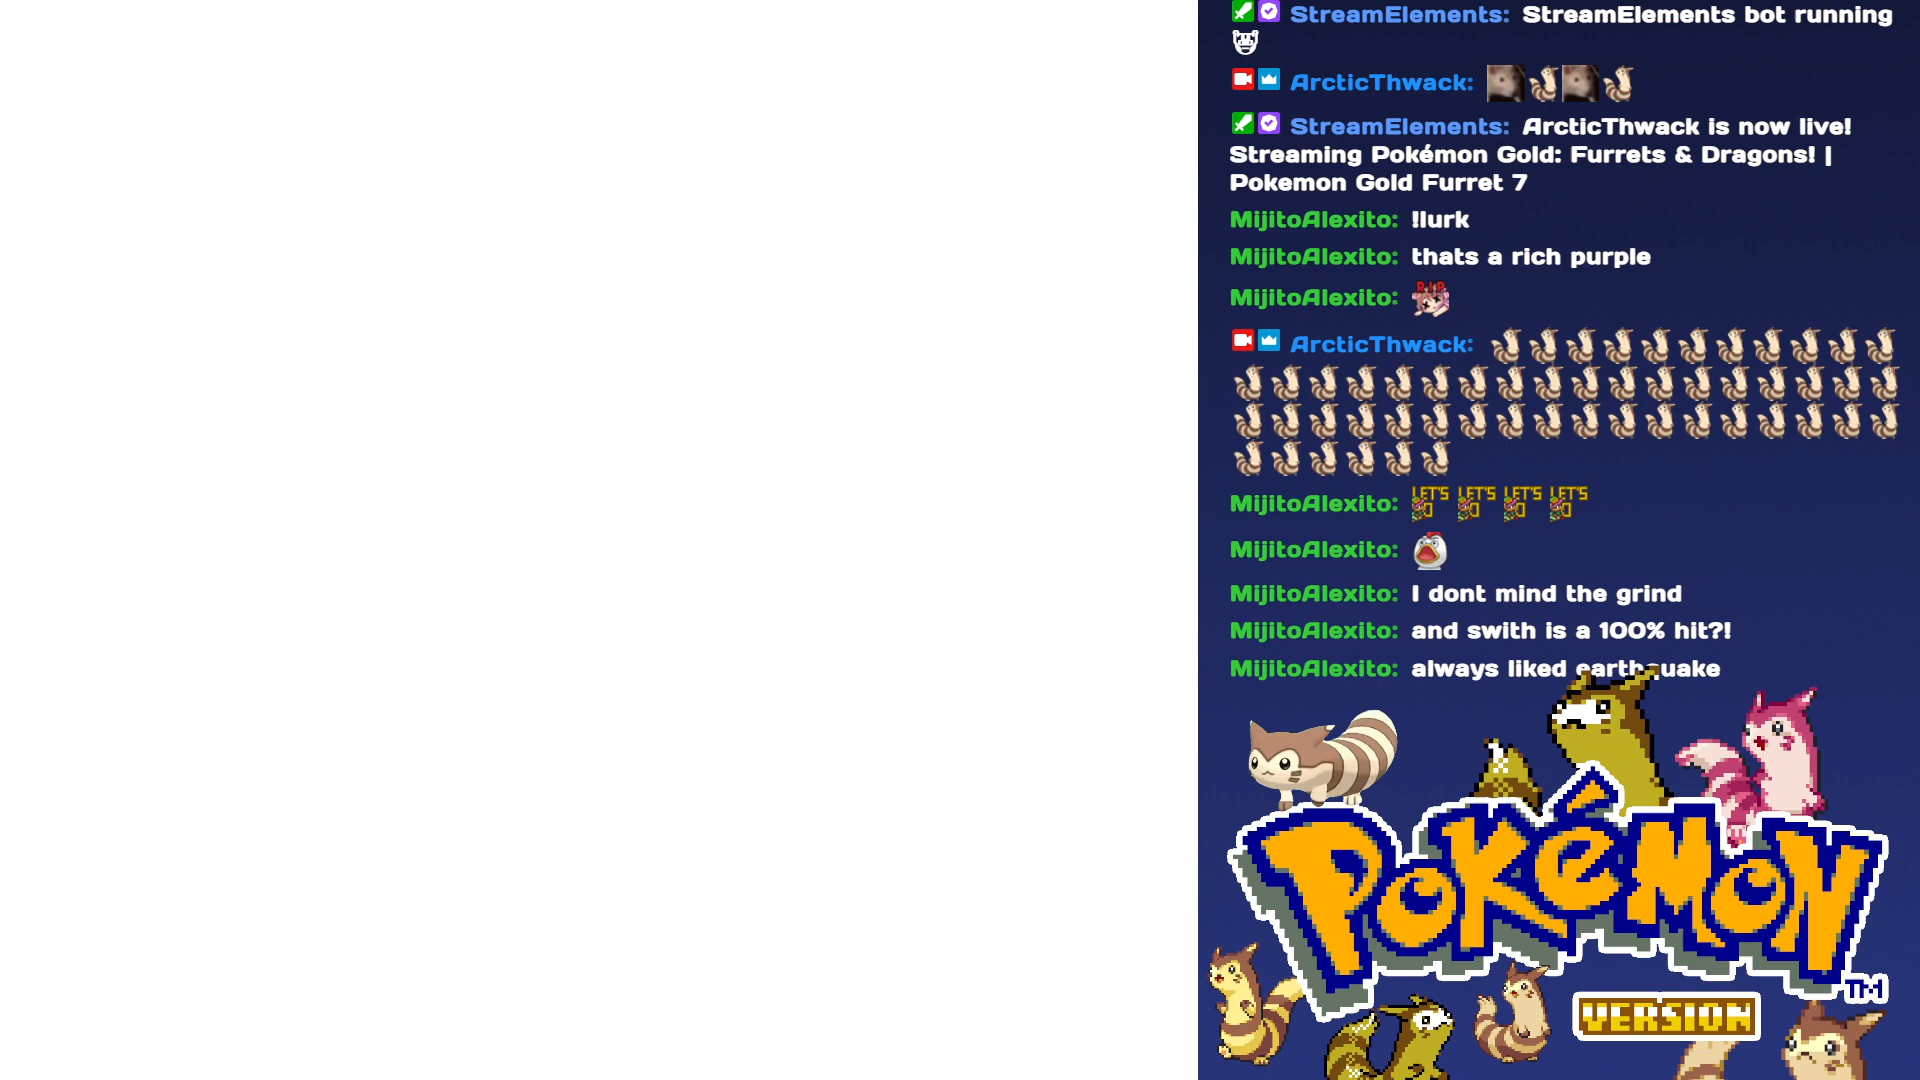 StreamElements: StreamElements bot running
ArcticThwack:
StreamElements: ArcticThwack is now live!
Streaming Pokémon Gold: Furrets & Dragons! |
Pokemon Gold Furret 7
MijitoAlexito: !lurk
MijitoAlexito: thats a rich purple
MijitoAlexito: R.I.P
ArcticThwack:
MijitoAlexito: LET'S GO LET'S GO LET'S GO LET'S GO
MijitoAlexito:
MijitoAlexito: I dont mind the grind
MijitoAlexito: and swith is a 100% hit?!
MijitoAlexito: always liked earthquake
POKéMON
TM
VERSION